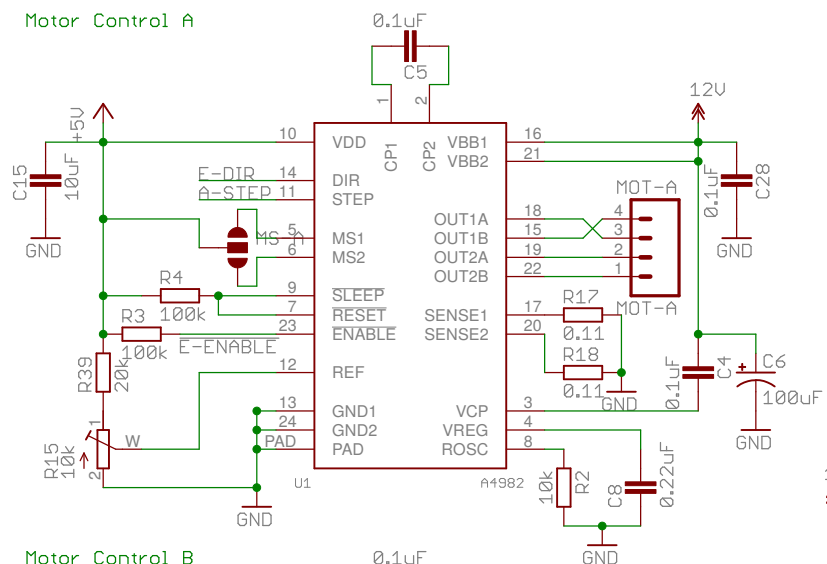 Motor Control A
0.1uF
C5
1 2
+5V
12V
10 VDD
CP1 CP2
VBB1 16
VBB2 21
C15
10uF
GND
E-DIR 14 DIR
A-STEP 11 STEP
0.1uF
C28
GND
MOT-A
OUT1A 18 4
OUT1B 15 3
OUT2A 19 2
OUT2B 22 1
MOT-A
MS-A
5 MS1
6 MS2
R4
100k
9 SLEEP
7 RESET
R3
100k
E-ENABLE
23 ENABLE
SENSE1 17 R17
0.11
SENSE2 20
R18
0.11
GND
R39
20k
12 REF
0.1uF
C4
C6
100uF
GND
1
W
R15
10k
2
13 GND1
24 GND2
PAD PAD
VCP 3
VREG 4
ROSC 8
U1
A4982
GND
10k
R2
C8
0.22uF
GND
Motor Control B
0.1uF